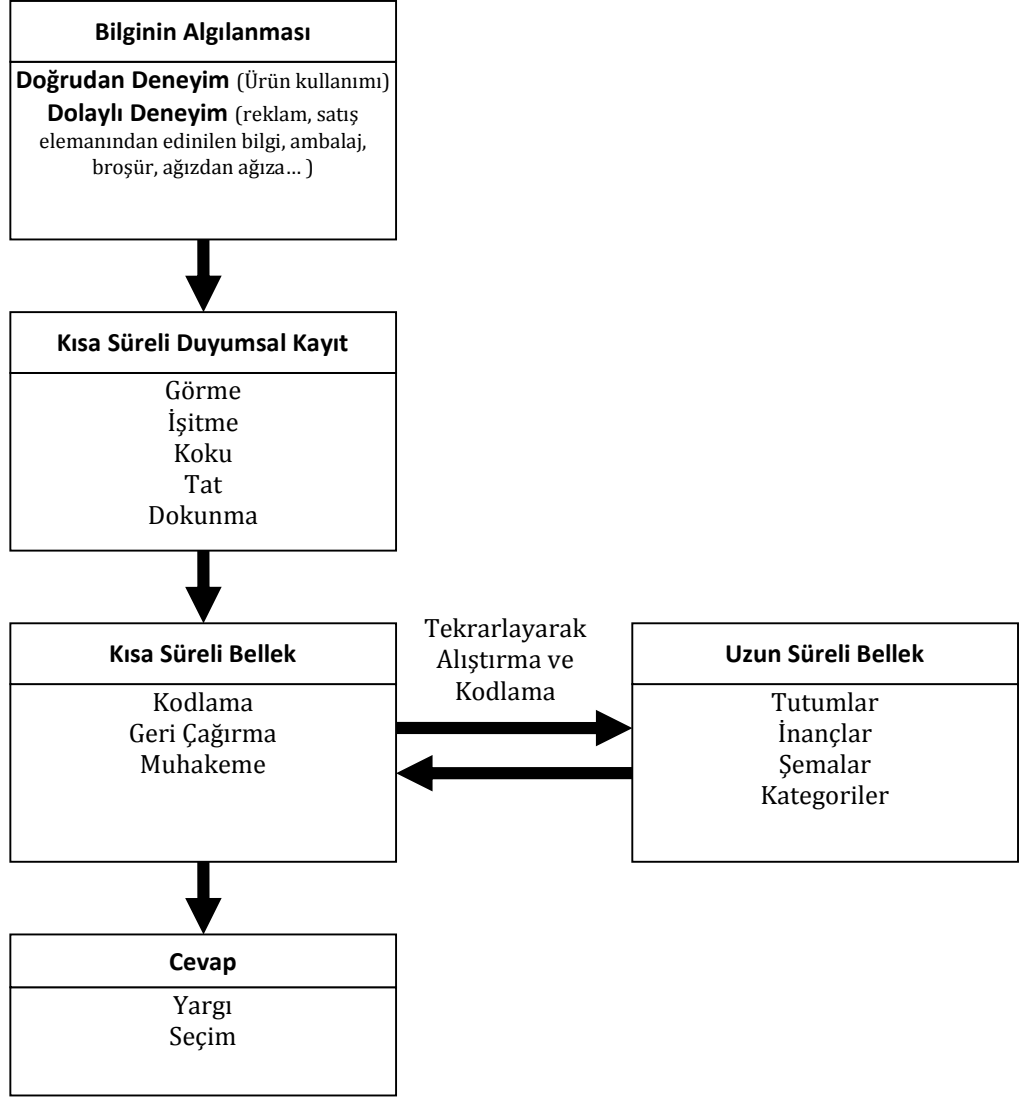 Bilginin Algılanması
Doğrudan Deneyim (Ürün kullanımı)
Dolaylı Deneyim (reklam, satış
elemanından edinilen bilgi, ambalaj,
broşür, ağızdan ağıza… )
Kısa Süreli Duyumsal Kayıt
Görme
İşitme
Koku
Tat
Dokunma
Kısa Süreli Bellek
Kodlama
Geri Çağırma
Muhakeme
Tekrarlayarak
Alıştırma ve
Kodlama
Uzun Süreli Bellek
Tutumlar
İnançlar
Şemalar
Kategoriler
Cevap
Yargı
Seçim